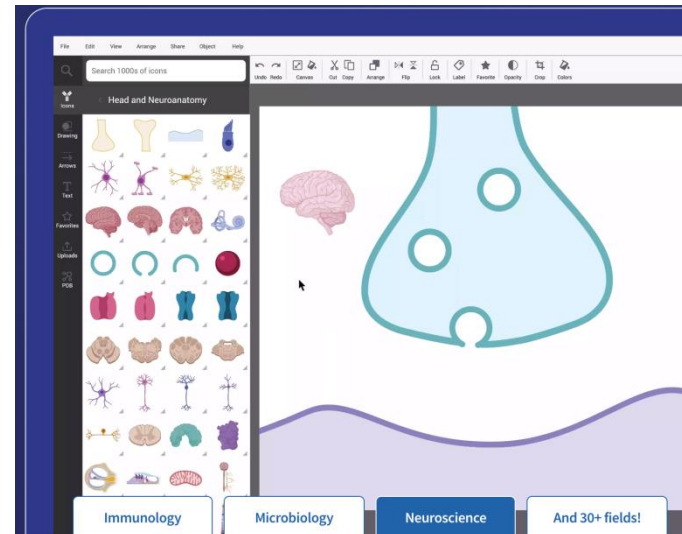 File Edit View Arrange Share Object Help
Search 1000s of icons
Undo Redo Canvas Cut Copy Arrange Flip Lock Label Favorite Opacity Crop Colors
Icons
Head and Neuroanatomy
Drawing
Arrows
Text
Favorites
Uploads
PDB
Immunology Microbiology Neuroscience And 30+ fields!